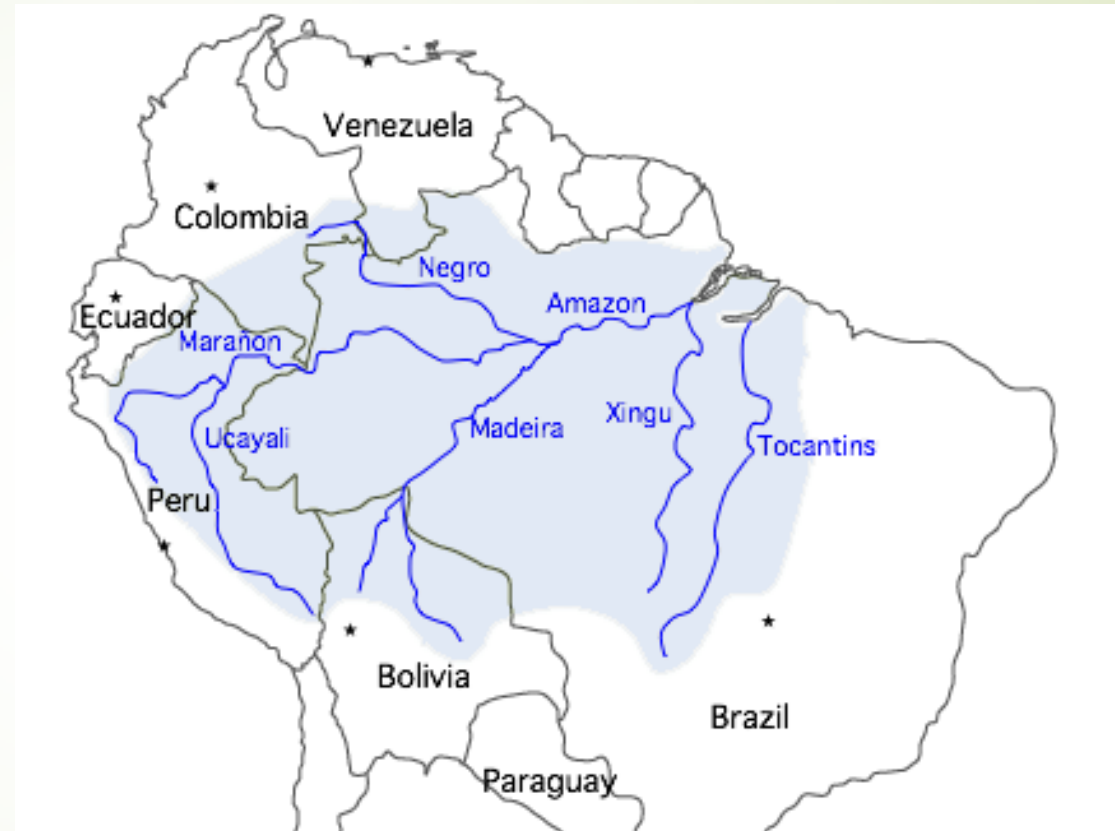 Venezuela
Colombia
Negro
Amazon
Ecuador
Marañon
Xingu
Madeira
Ucayali
Tocantins
Peru
Bolivia
Brazil
Paraguay